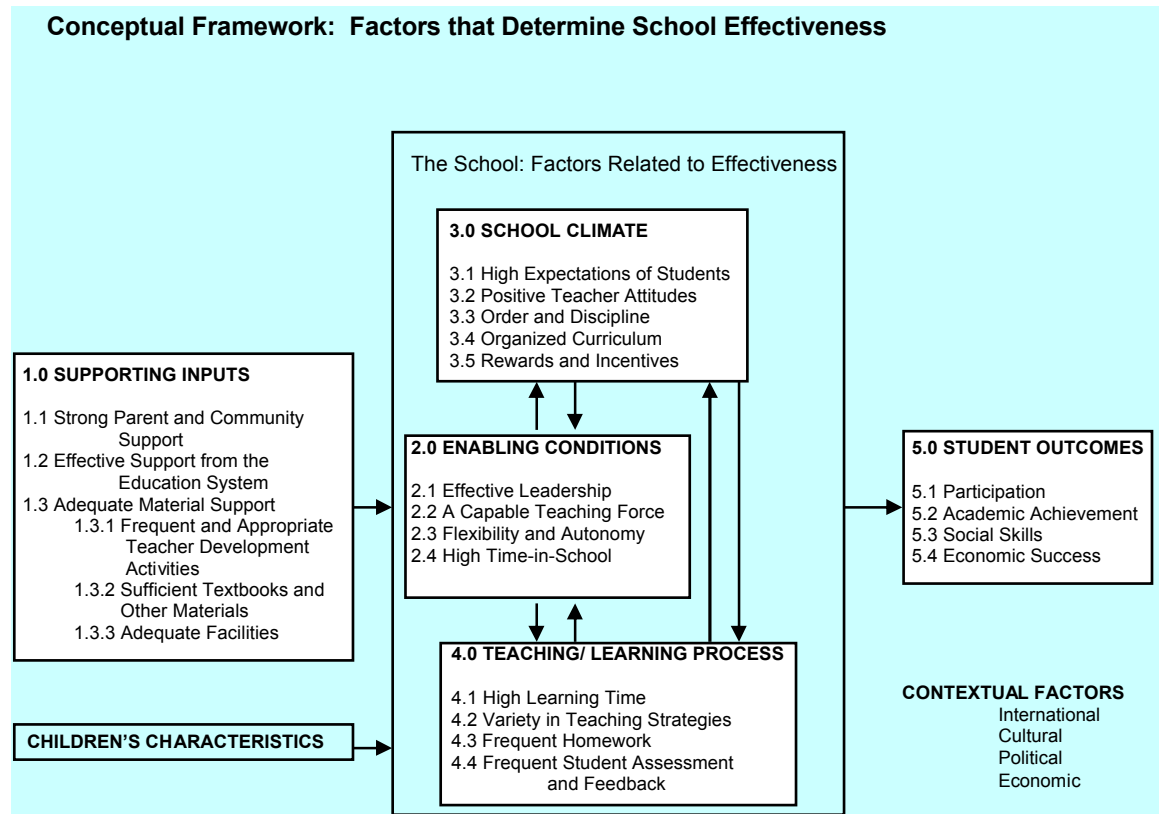 Conceptual Framework: Factors that Determine School Effectiveness
The School: Factors Related to Effectiveness
3.0 SCHOOL CLIMATE
3.1 High Expectations of Students
3.2 Positive Teacher Attitudes
3.3 Order and Discipline
3.4 Organized Curriculum
3.5 Rewards and Incentives
1.0 SUPPORTING INPUTS
1.1 Strong Parent and Community
Support
1.2 Effective Support from the
Education System
1.3 Adequate Material Support
1.3.1 Frequent and Appropriate
Teacher Development
Activities
1.3.2 Sufficient Textbooks and
Other Materials
1.3.3 Adequate Facilities
2.0 ENABLING CONDITIONS
2.1 Effective Leadership
2.2 A Capable Teaching Force
2.3 Flexibility and Autonomy
2.4 High Time-in-School
5.0 STUDENT OUTCOMES
5.1 Participation
5.2 Academic Achievement
5.3 Social Skills
5.4 Economic Success
4.0 TEACHING/ LEARNING PROCESS
4.1 High Learning Time
4.2 Variety in Teaching Strategies
4.3 Frequent Homework
4.4 Frequent Student Assessment
and Feedback
CHILDREN'S CHARACTERISTICS
CONTEXTUAL FACTORS
International
Cultural
Political
Economic